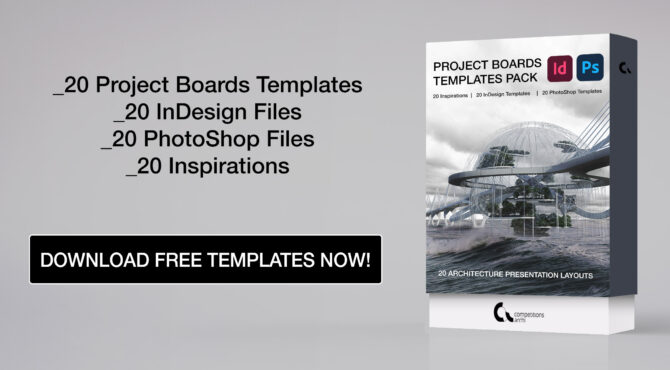 _20 Project Boards Templates
_20 InDesign Files
_20 PhotoShop Files
_20 Inspirations
DOWNLOAD FREE TEMPLATES NOW!
PROJECT BOARDS
TEMPLATES PACK
Id
Ps
20 Inspirations | 20 InDesign Templates | 20 PhotoShop Templates
20 ARCHITECTURE PRESENTATION LAYOUTS
competitions
archi